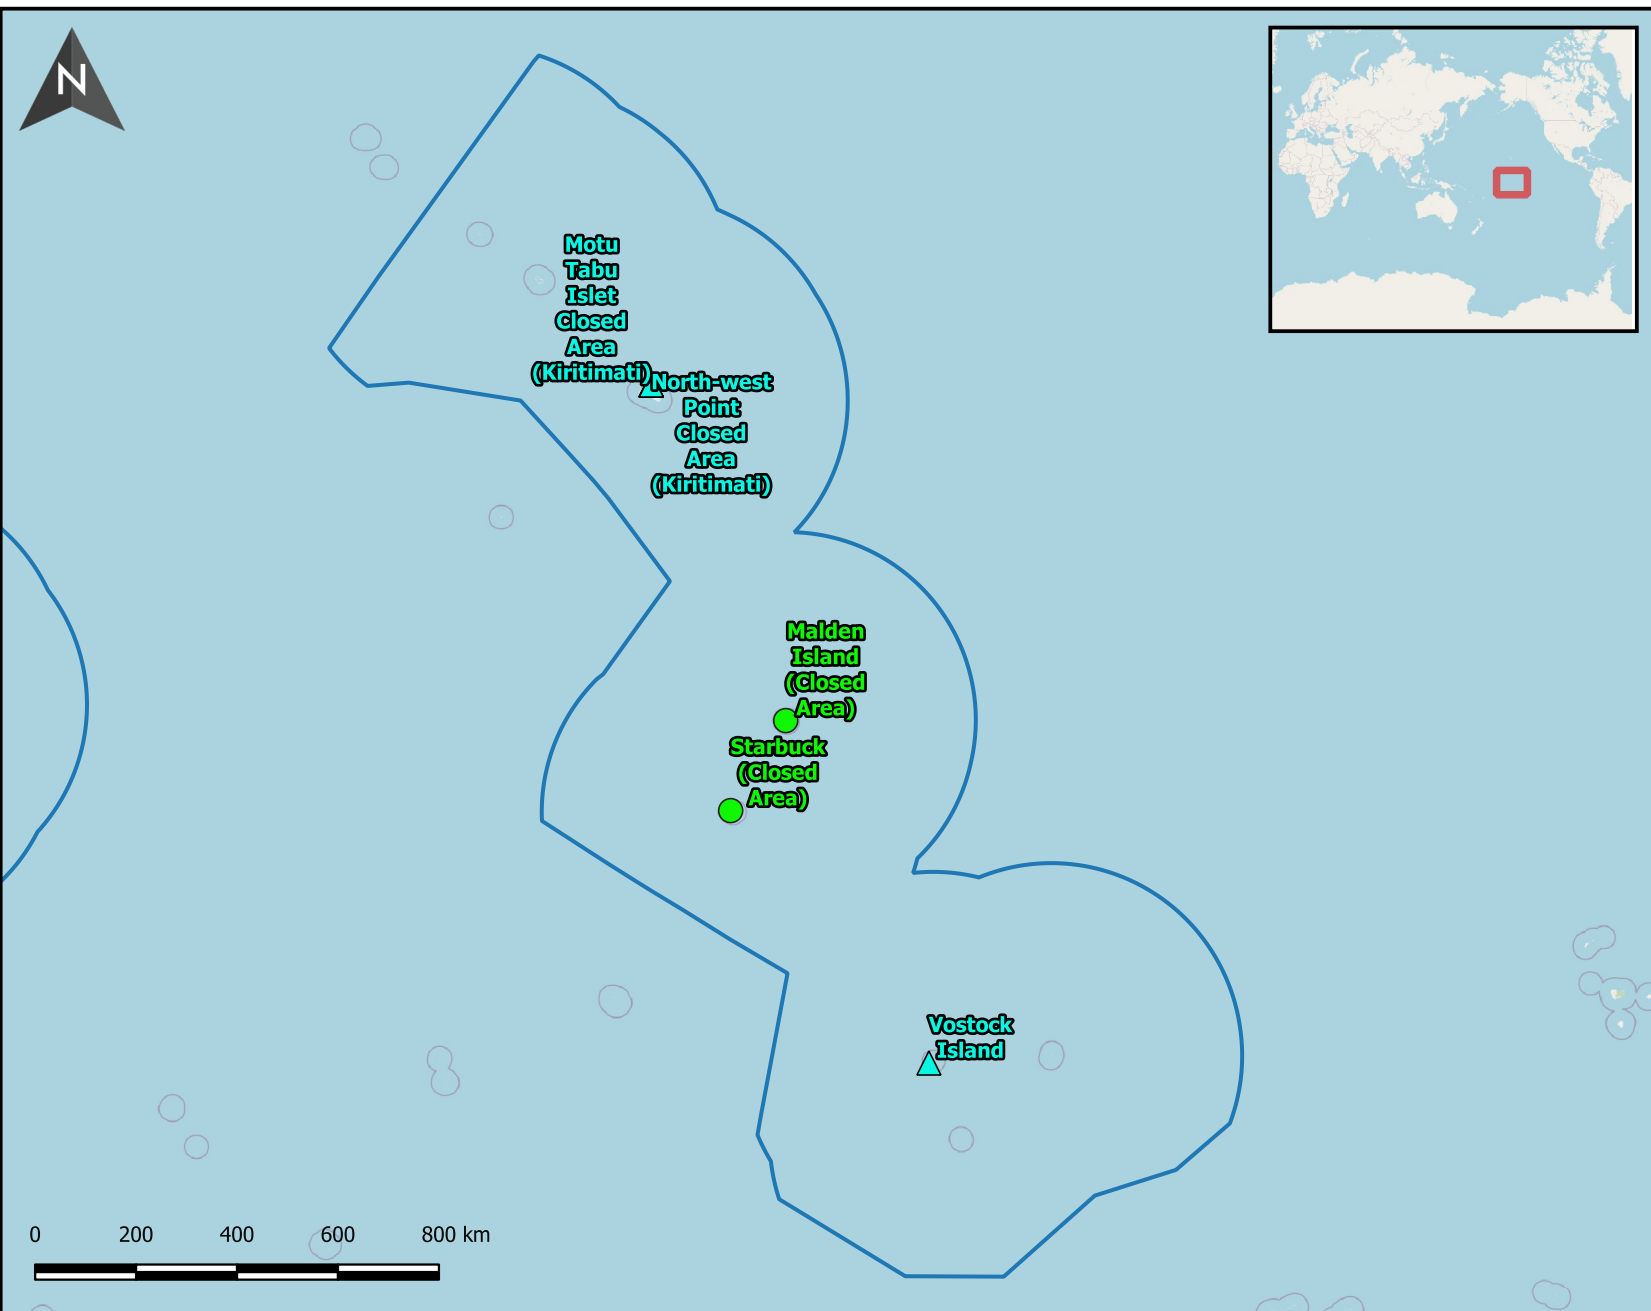 N
Motu
Tabu
Islet
Closed
Area
(Kiritimati)
North-west
Point
Closed
Area
(Kiritimati)
Malden
Island
(Closed
Area)
Starbuck
(Closed
Area)
Vostock
Island
0 200 400 600 800 km